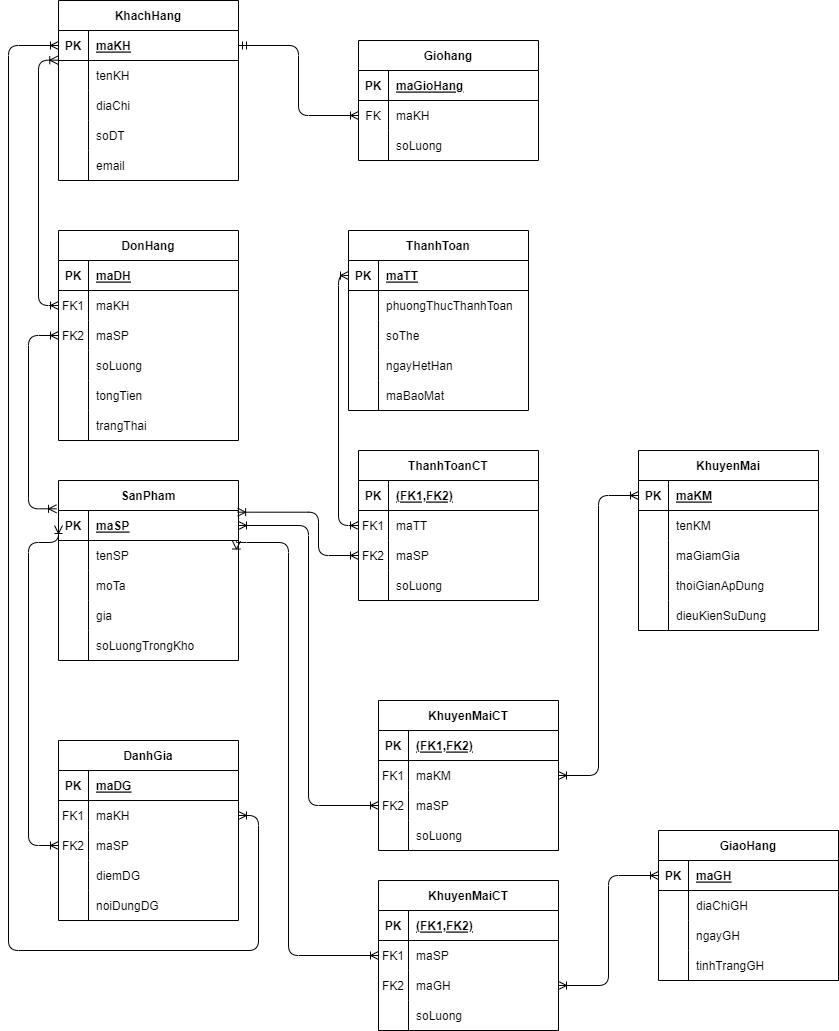 KhachHang
PK maKH
tenKH
diaChi
soDT
email
Giohang
PK maGioHang
FK maKH
soLuong
DonHang
PK maDH
FK1 maKH
FK2 maSP
soLuong
tongTien
trangThai
ThanhToan
PK maTT
phuongThucThanhToan
soThe
ngayHetHan
maBaoMat
SanPham
PK maSP
tenSP
moTa
gia
soLuongTrongKho
ThanhToanCT
PK (FK1,FK2)
FK1 maTT
FK2 maSP
soLuong
KhuyenMai
PK maKM
tenKM
maGiamGia
thoiGianApDung
dieuKienSuDung
DanhGia
PK maDG
FK1 maKH
FK2 maSP
diemDG
noiDungDG
KhuyenMaiCT
PK (FK1,FK2)
FK1 maKM
FK2 maSP
soLuong
KhuyenMaiCT
PK (FK1,FK2)
FK1 maSP
FK2 maGH
soLuong
GiaoHang
PK maGH
diaChiGH
ngayGH
tinhTrangGH